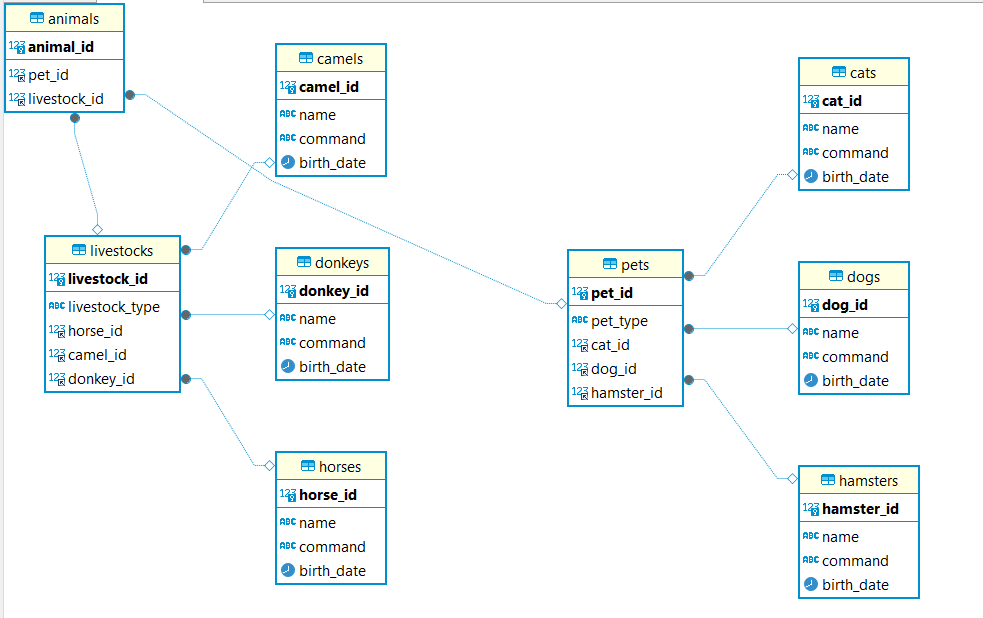 animals
123 animal_id
123 pet_id
123 livestock_id
camels
123 camel_id
ABC name
ABC command
birth_date
cats
123 cat_id
ABC name
ABC command
birth_date
livestocks
123 livestock_id
ABC livestock_type
123 horse_id
123 camel_id
123 donkey_id
donkeys
123 donkey_id
ABC name
ABC command
birth_date
pets
123 pet_id
ABC pet_type
123 cat_id
123 dog_id
123 hamster_id
dogs
123 dog_id
ABC name
ABC command
birth_date
horses
123 horse_id
ABC name
ABC command
birth_date
hamsters
123 hamster_id
ABC name
ABC command
birth_date